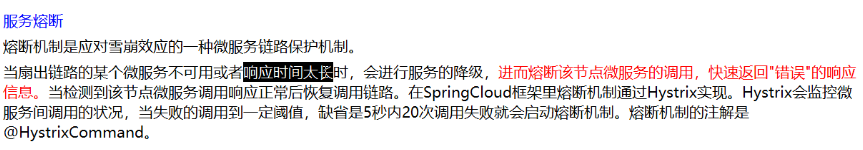 服务熔断
熔断机制是应对雪崩效应的一种微服务链路保护机制。
当扇出链路的某个微服务不可用或者响应时间太长时，会进行服务的降级，进而熔断该节点微服务的调用，快速返回"错误"的响应
信息。当检测到该节点微服务调用响应正常后恢复调用链路。在SpringCloud框架里熔断机制通过Hystrix实现。Hystrix会监控微
服务间调用的状况，当失败的调用到一定阈值，缺省是5秒内20次调用失败就会启动熔断机制。熔断机制的注解是
@HystrixCommand。